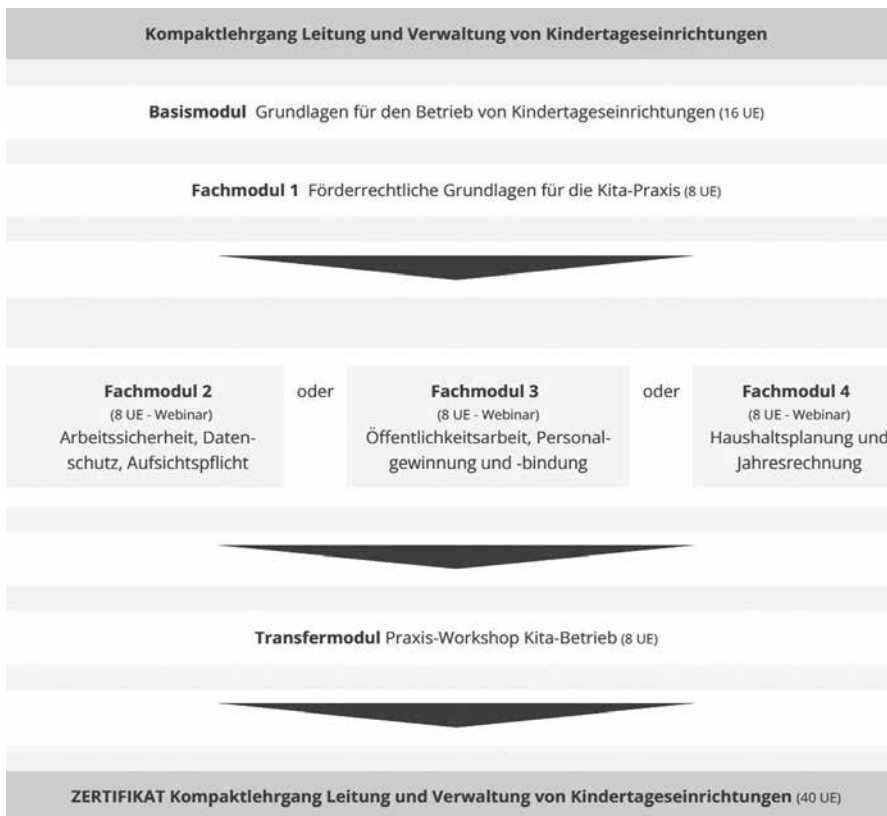 Kompaktlehrgang Leitung und Verwaltung von Kindertageseinrichtungen
Basismodul Grundlagen für den Betrieb von Kindertageseinrichtungen (16 UE)
Fachmodul 1 Förderrechtliche Grundlagen für die Kita-Praxis (8 UE)
Fachmodul 2
(8 UE - Webinar)
Arbeitssicherheit, Daten-
schutz, Aufsichtspflicht
oder
Fachmodul 3
(8 UE - Webinar)
Öffentlichkeitsarbeit, Personal-
gewinnung und -bindung
oder
Fachmodul 4
(8 UE - Webinar)
Haushaltsplanung und
Jahresrechnung
Transfermodul Praxis-Workshop Kita-Betrieb (8 UE)
ZERTIFIKAT Kompaktlehrgang Leitung und Verwaltung von Kindertageseinrichtungen (40 UE)